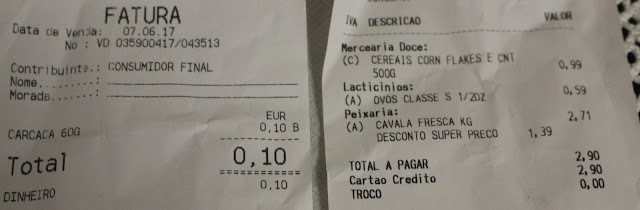 FATURA
Data de Venda: 07.06.17
No : VD 035900417/043513
Contribuinte.: CONSUMIDOR FINAL
Nome.......:
Morada.....:
EUR
CARCACA 60G 0,10 B
Total 0,10
DINHEIRO 0,10
IVA DESCRICAO VALOR
Mercearia Doce:
(C) CEREAIS CORN FLAKES E CNT 0,99
500G
Lacticinios:
(A) OVOS CLASSE S 1/2DZ 0,59
Peixaria:
(A) CAVALA FRESCA KG 2,71
DESCONTO SUPER PRECO 1,39
TOTAL A PAGAR 2,90
Cartao Credito 2,90
TROCO 0,00